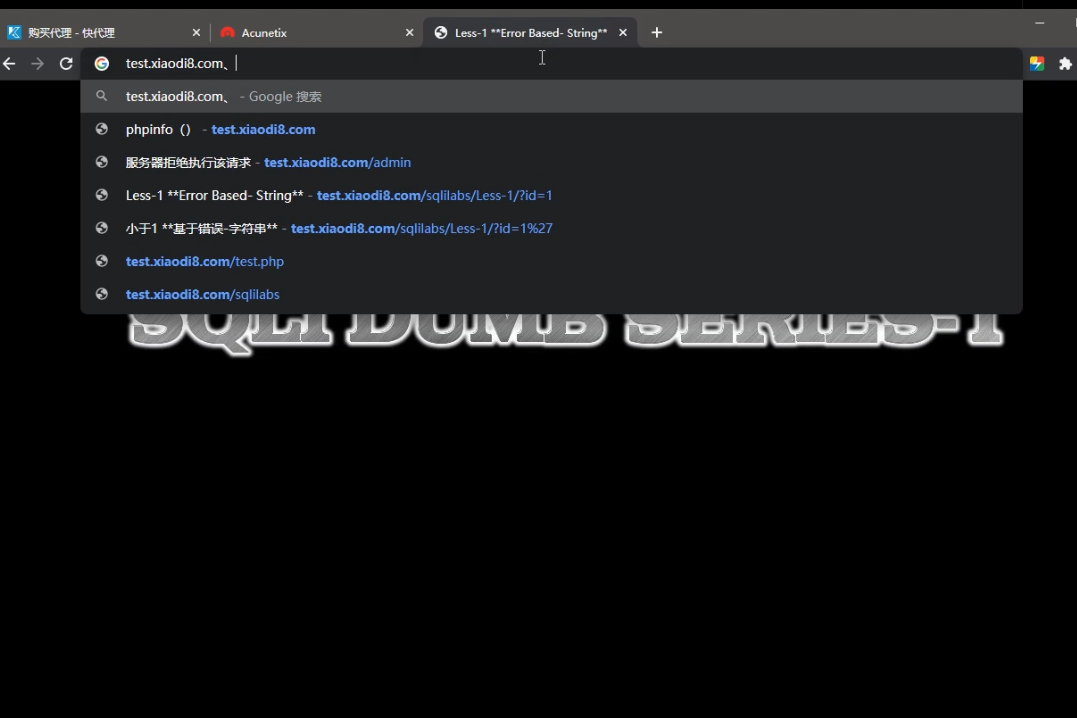 购买代理 - 快代理
Acunetix
Less-1 **Error Based- String**
test.xiaodi8.com、
test.xiaodi8.com、 - Google 搜索
phpinfo（） - test.xiaodi8.com
服务器拒绝执行该请求 - test.xiaodi8.com/admin
Less-1 **Error Based- String** - test.xiaodi8.com/sqlilabs/Less-1/?id=1
小于1 **基于错误-字符串** - test.xiaodi8.com/sqlilabs/Less-1/?id=1%27
test.xiaodi8.com/test.php
test.xiaodi8.com/sqlilabs
SQLI DUMB SERIES-1